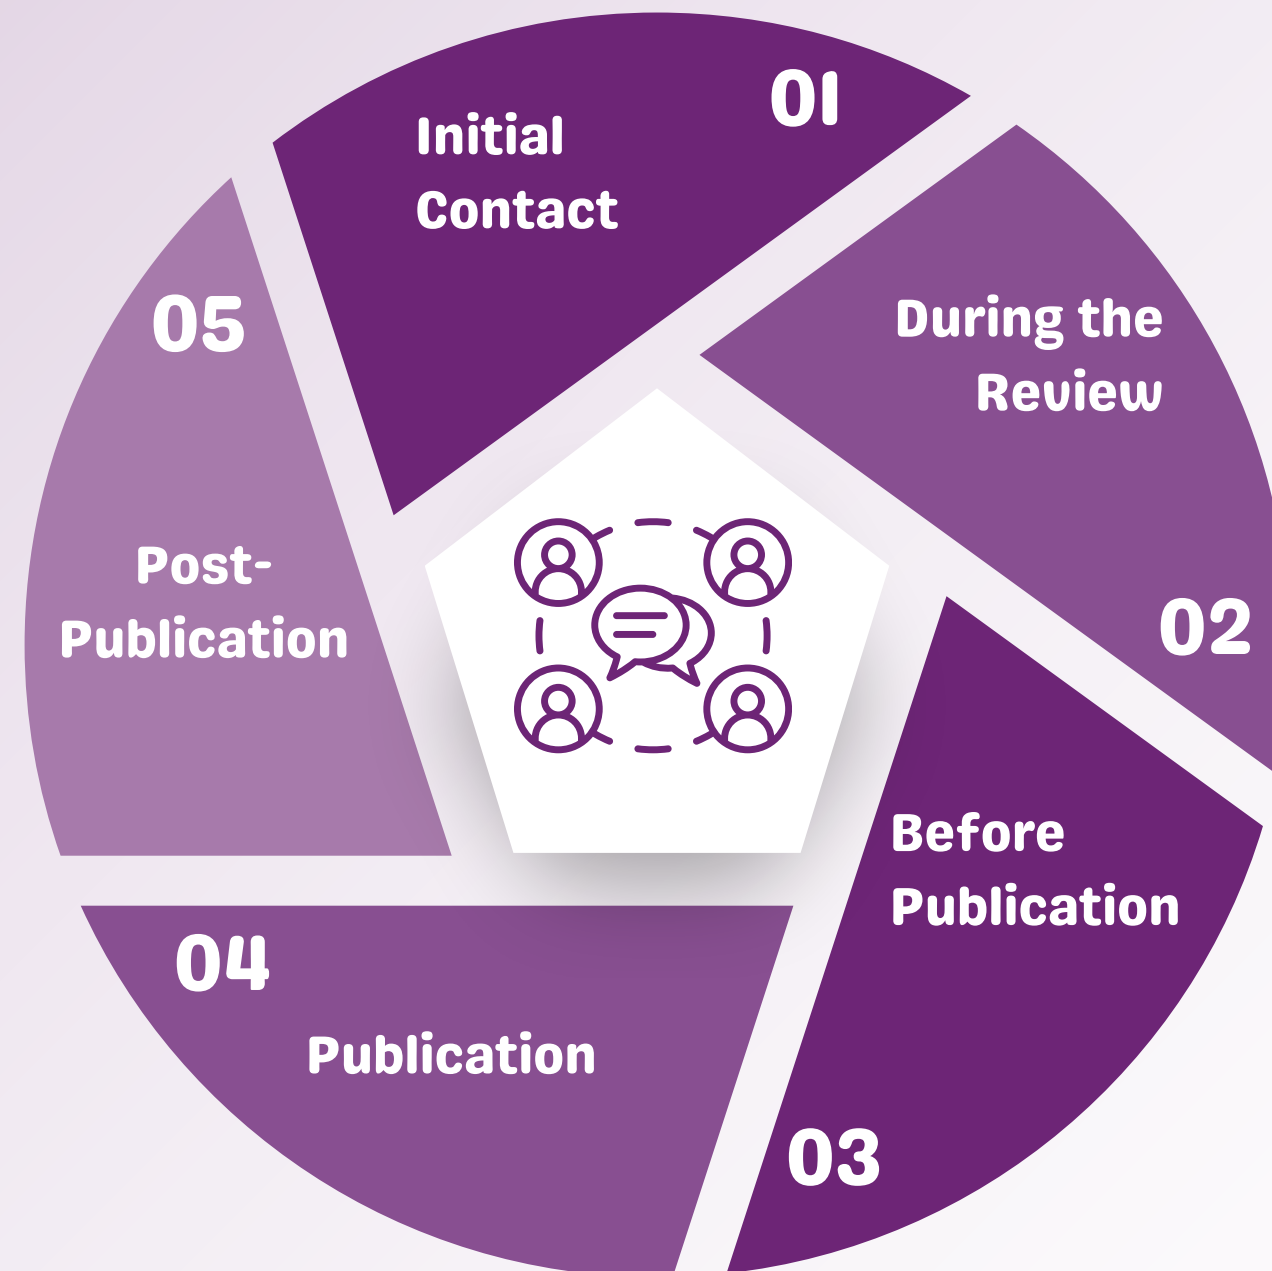 01
Initial
Contact
During the
Review
02
Before
Publication
03
04
Publication
05
Post-
Publication